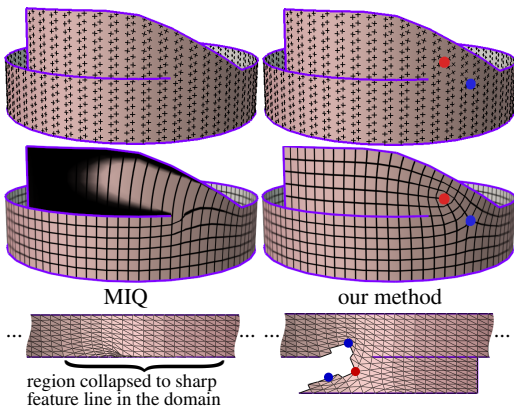 MIQ
our method
... ... ... ...
region collapsed to sharp
feature line in the domain